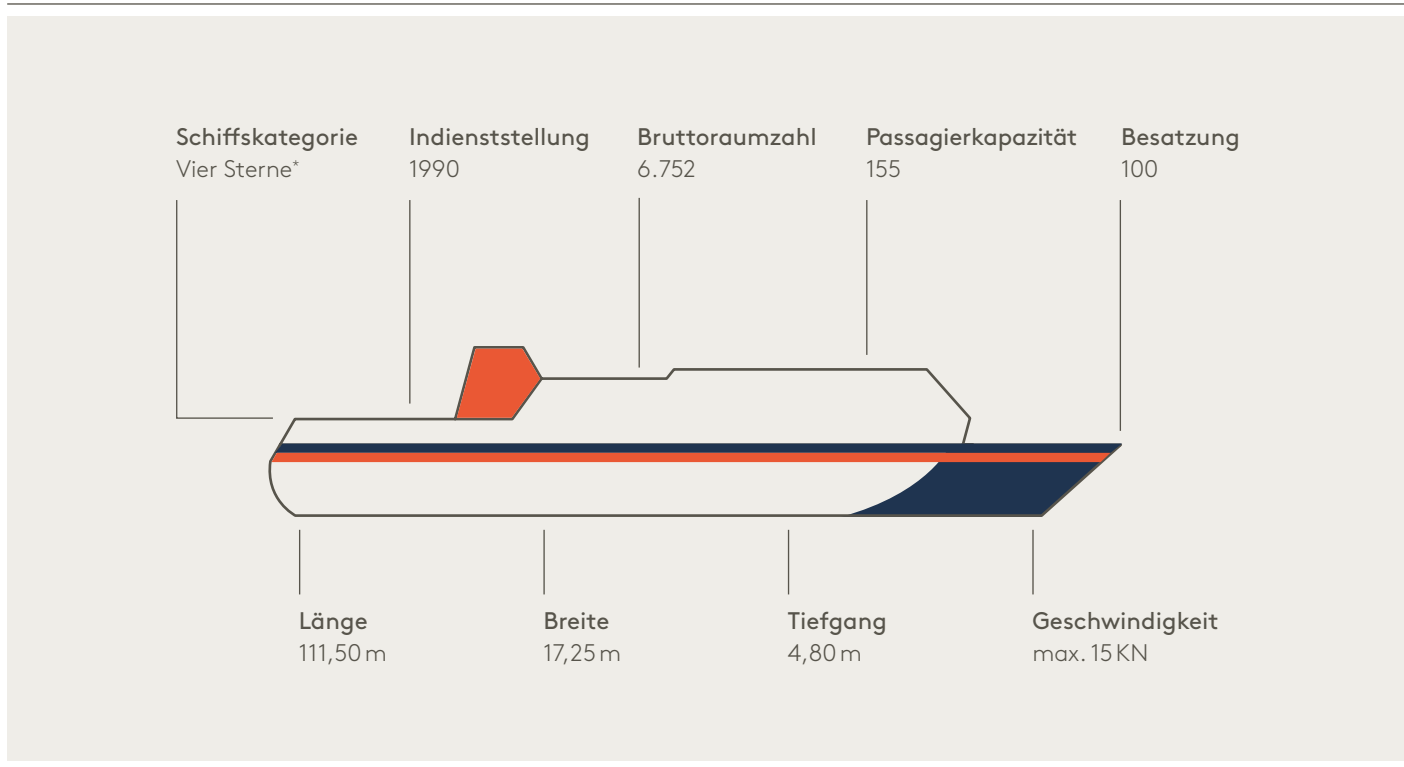 Schiffskategorie
Vier Sterne*
Indienststellung
1990
Bruttoraumzahl
6.752
Passagierkapazität
155
Besatzung
100
Länge
111,50 m
Breite
17,25 m
Tiefgang
4,80 m
Geschwindigkeit
max. 15 KN